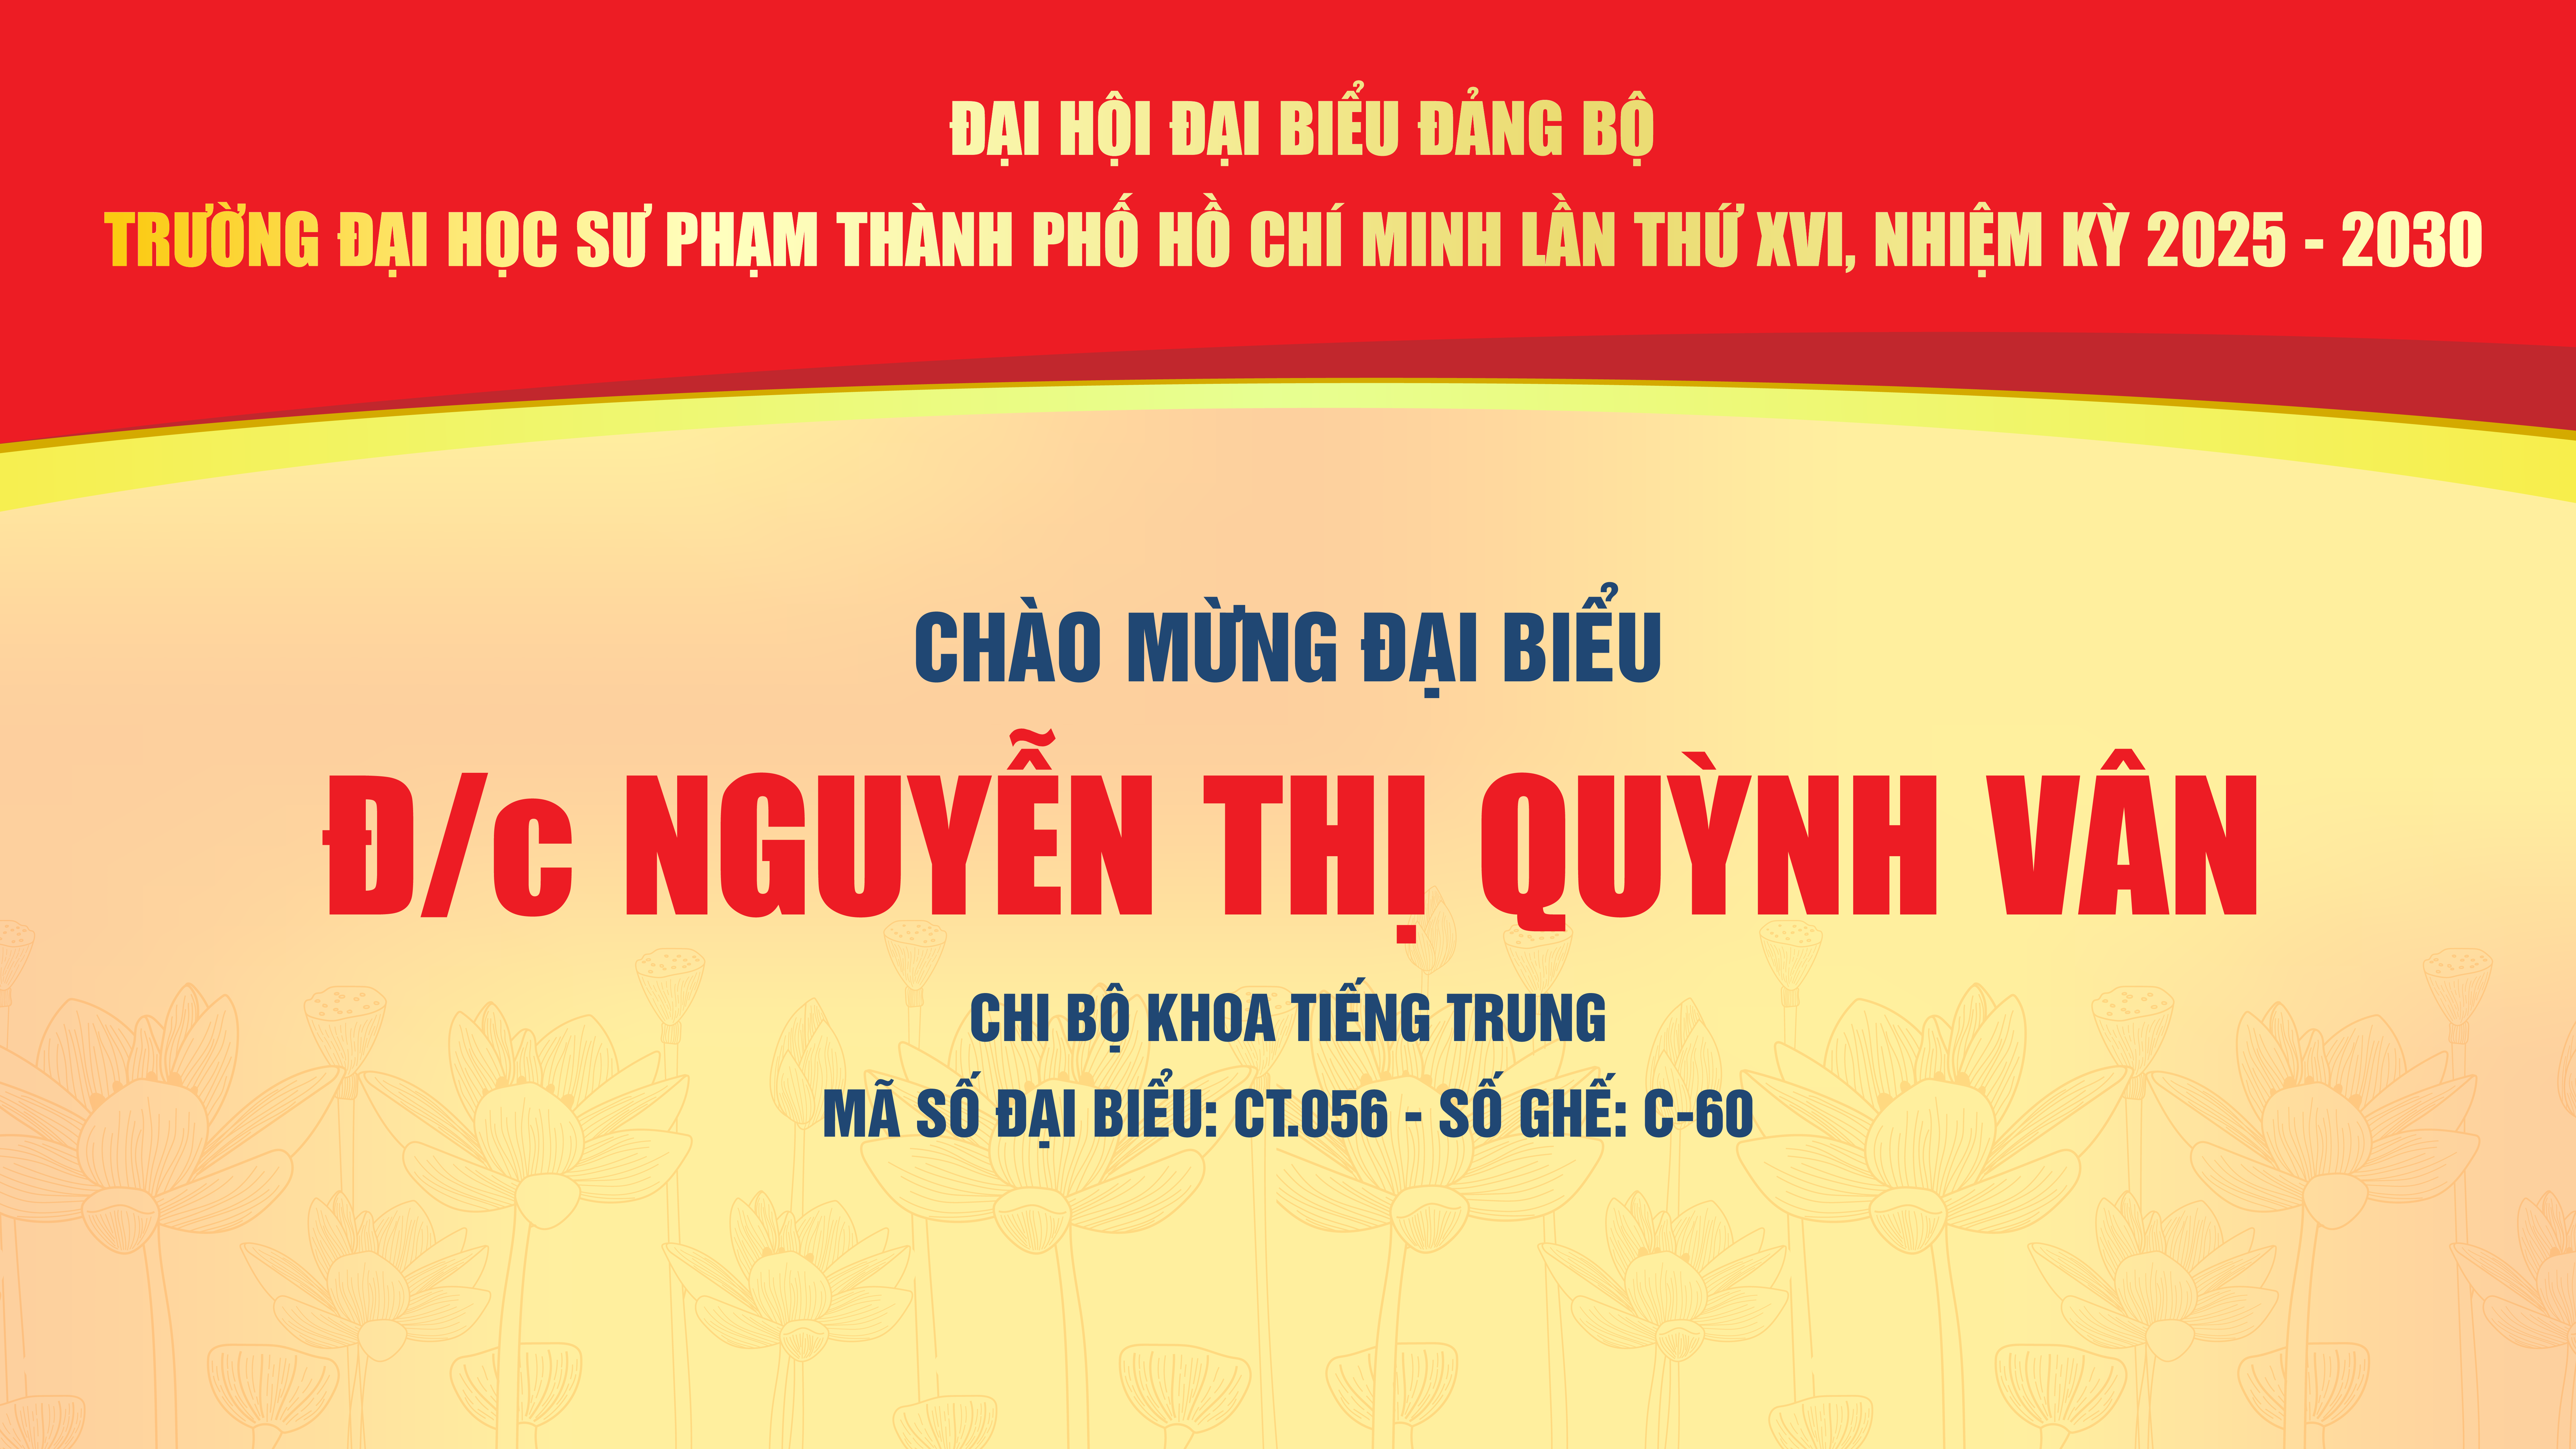 ĐẠI HỘI ĐẠI BIỂU ĐẢNG BỘ
TRƯỜNG ĐẠI HỌC SƯ PHẠM THÀNH PHỐ HỒ CHÍ MINH LẦN THỨ XVI, NHIỆM KỲ 2025 - 2030
CHÀO MỪNG ĐẠI BIỂU
Đ/c NGUYỄN THỊ QUỲNH VÂN
CHI BỘ KHOA TIẾNG TRUNG
MÃ SỐ ĐẠI BIỂU: CT.056 - SỐ GHẾ: C-60